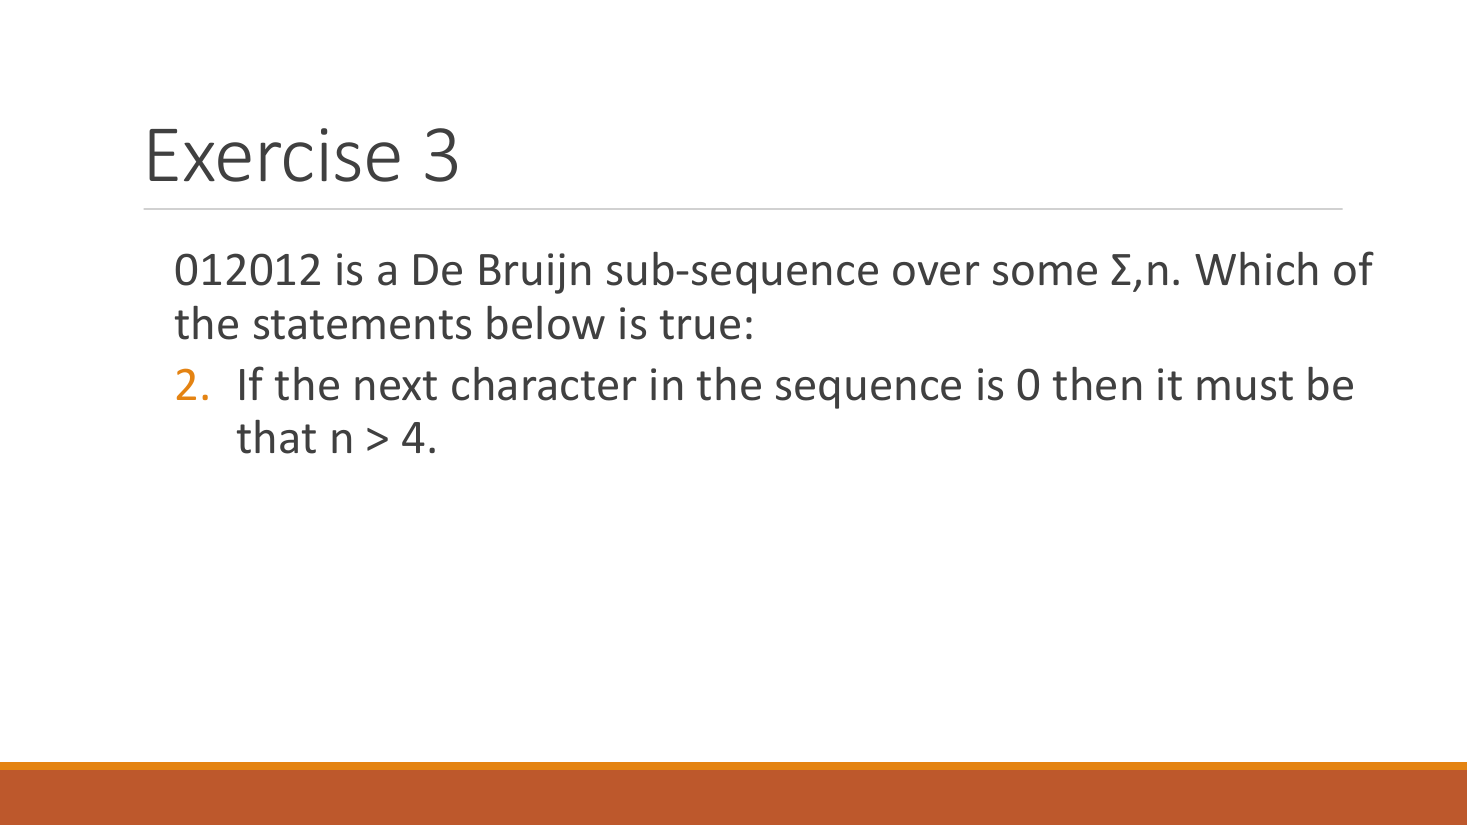 Exercise 3
012012 is a De Bruijn sub-sequence over some Σ,n. Which of
the statements below is true:
2. If the next character in the sequence is 0 then it must be
that n > 4.